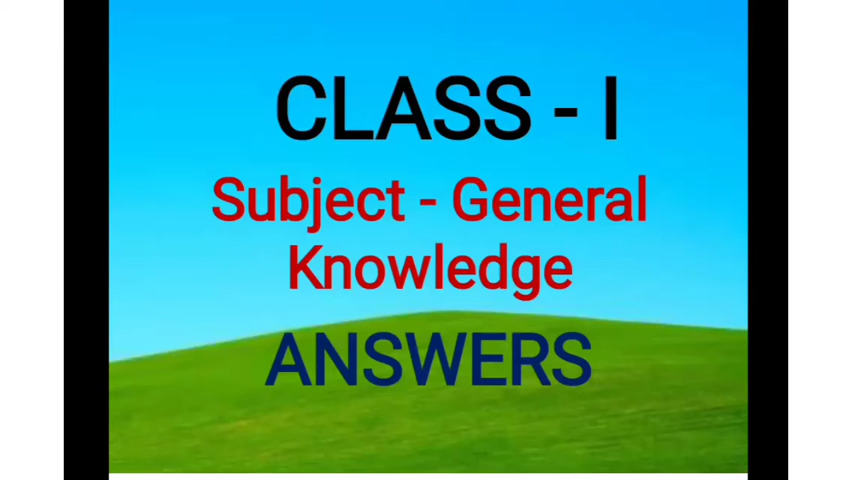 CLASS - I
Subject - General
Knowledge
ANSWERS